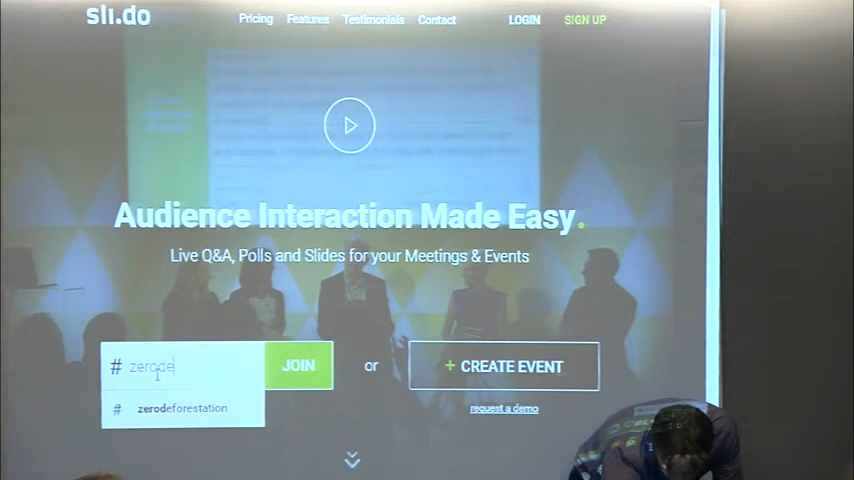 sli.do
Pricing Features Testimonials Contact LOGIN SIGN UP
Audience Interaction Made Easy.
Live Q&A, Polls and Slides for your Meetings & Events
# zerode JOIN or + CREATE EVENT
# zerodeforestation request a demo